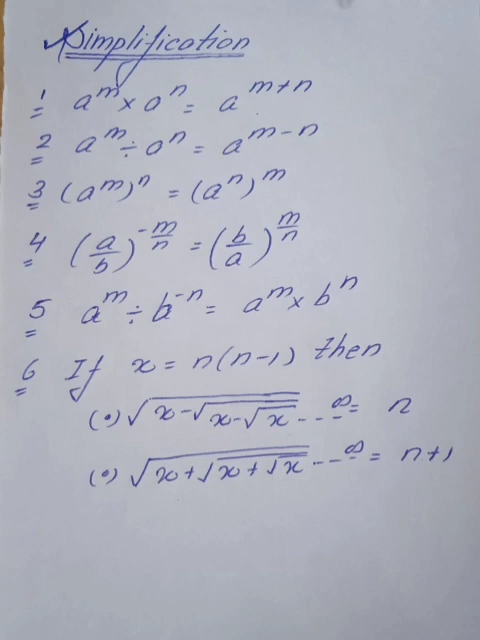 Simplification
1 a^m × a^n = a^{m+n}
2 a^m ÷ a^n = a^{m-n}
3 (a^m)^n = (a^n)^m
4 (a/b)^{-m/n} = (b/a)^{m/n}
5 a^m ÷ b^{-n} = a^m × b^n
6 If x = n(n-1) then
(•) √(x-√(x-√x)) --- ∞ = n
(•) √(x+√(x+√x)) --- ∞ = n+1